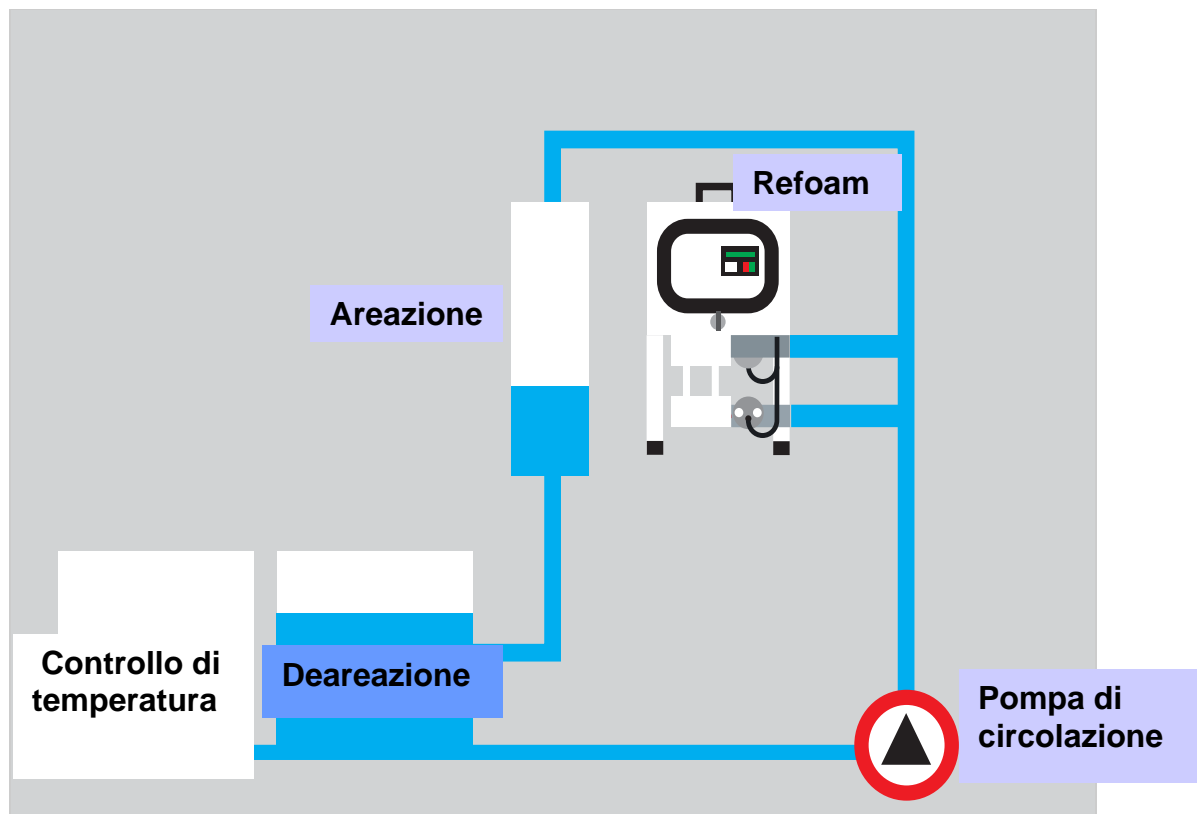 Refoam
Areazione
Controllo di
temperatura
Deareazione
Pompa di
circolazione